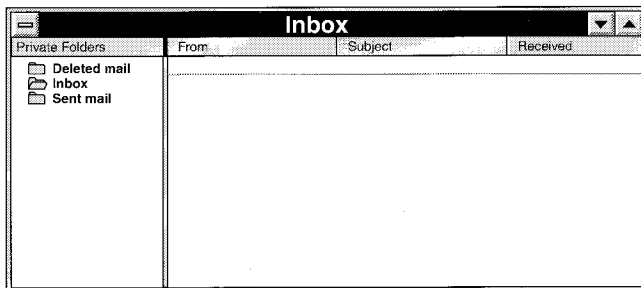 Inbox
Private Folders From Subject Received
Deleted mail
Inbox
Sent mail